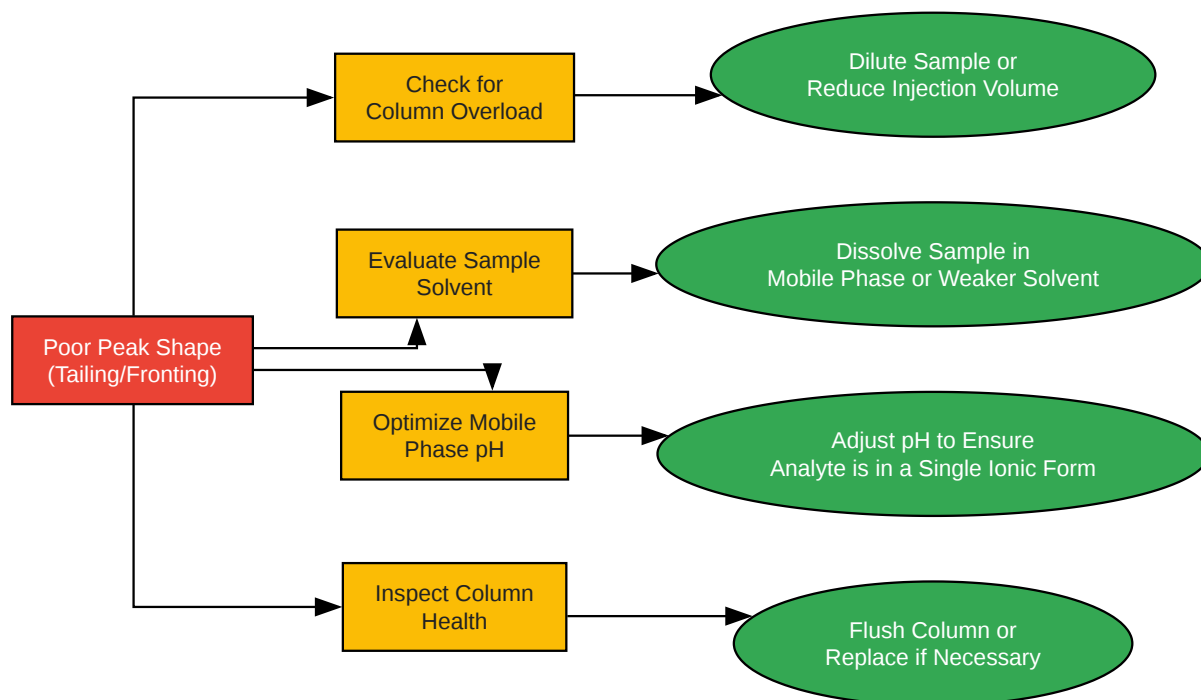 Poor Peak Shape
(Tailing/Fronting)
Check for
Column Overload
Dilute Sample or
Reduce Injection Volume
Evaluate Sample
Solvent
Dissolve Sample in
Mobile Phase or Weaker Solvent
Optimize Mobile
Phase pH
Adjust pH to Ensure
Analyte is in a Single Ionic Form
Inspect Column
Health
Flush Column or
Replace if Necessary